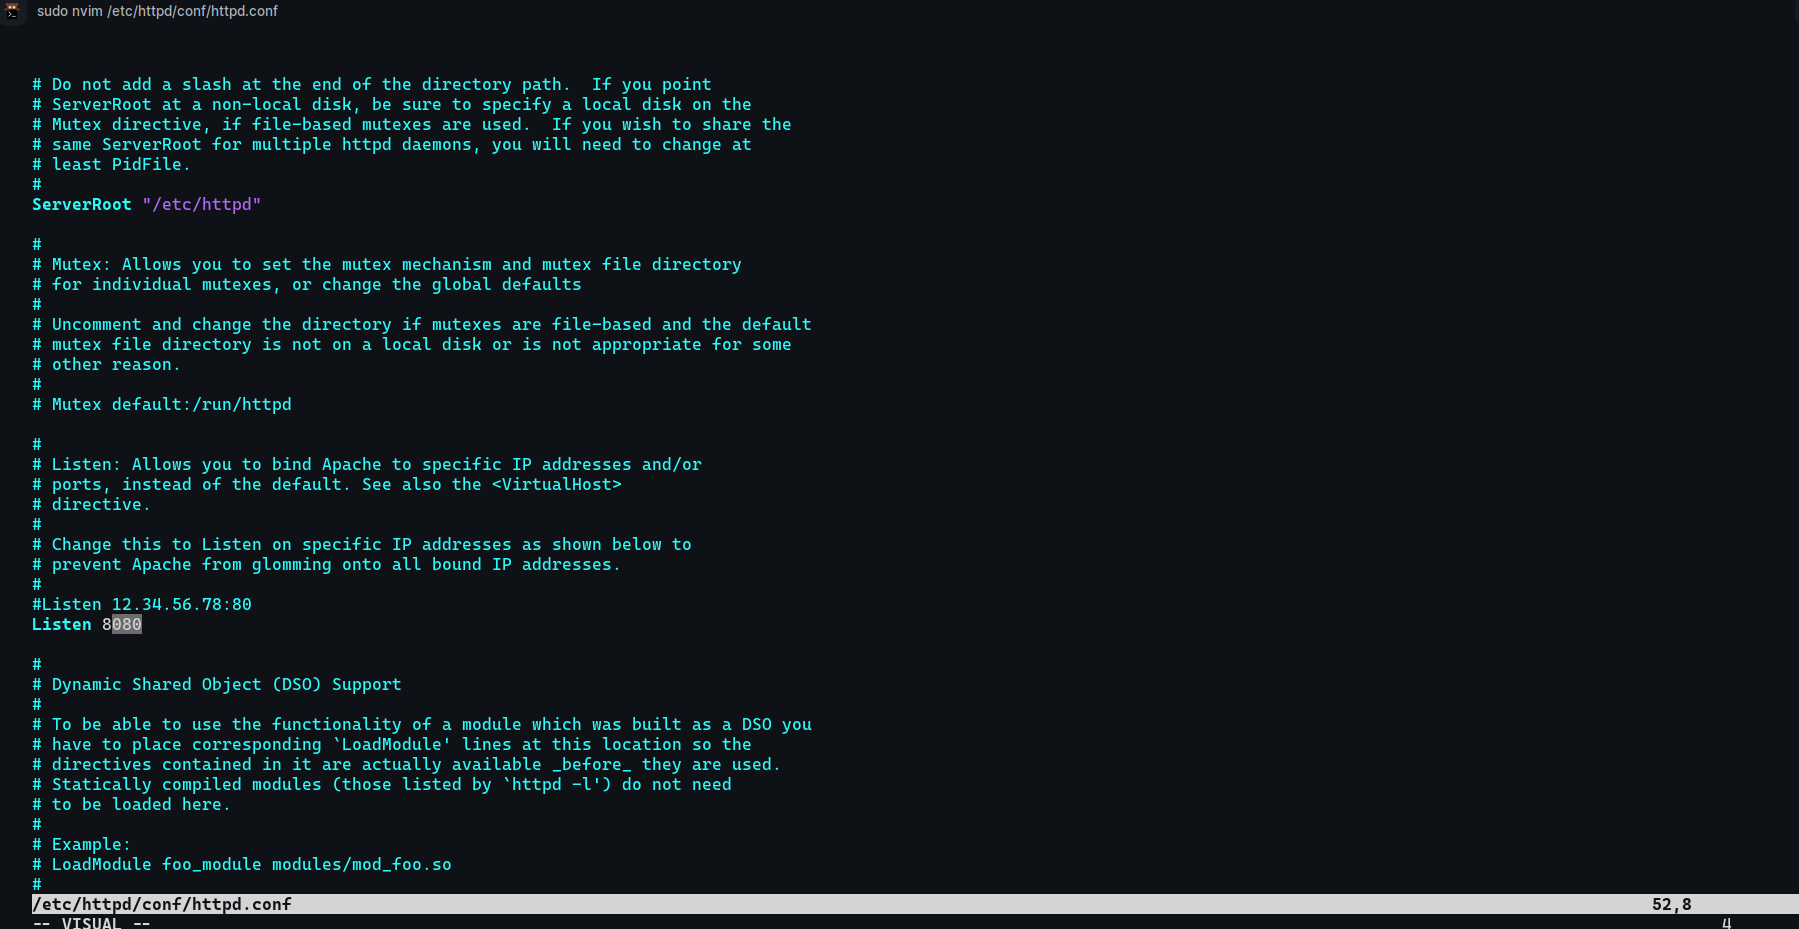 sudo nvim /etc/httpd/conf/httpd.conf
# Do not add a slash at the end of the directory path.  If you point
# ServerRoot at a non-local disk, be sure to specify a local disk on the
# Mutex directive, if file-based mutexes are used.  If you wish to share the
# same ServerRoot for multiple httpd daemons, you will need to change at
# least PidFile.
#
ServerRoot "/etc/httpd"
#
# Mutex: Allows you to set the mutex mechanism and mutex file directory
# for individual mutexes, or change the global defaults
#
# Uncomment and change the directory if mutexes are file-based and the default
# mutex file directory is not on a local disk or is not appropriate for some
# other reason.
#
# Mutex default:/run/httpd
#
# Listen: Allows you to bind Apache to specific IP addresses and/or
# ports, instead of the default. See also the <VirtualHost>
# directive.
#
# Change this to Listen on specific IP addresses as shown below to
# prevent Apache from glomming onto all bound IP addresses.
#
#Listen 12.34.56.78:80
Listen 8080
#
# Dynamic Shared Object (DSO) Support
#
# To be able to use the functionality of a module which was built as a DSO you
# have to place corresponding `LoadModule' lines at this location so the
# directives contained in it are actually available _before_ they are used.
# Statically compiled modules (those listed by `httpd -l') do not need
# to be loaded here.
#
# Example:
# LoadModule foo_module modules/mod_foo.so
#
/etc/httpd/conf/httpd.conf 52,8
-- VISUAL -- 4